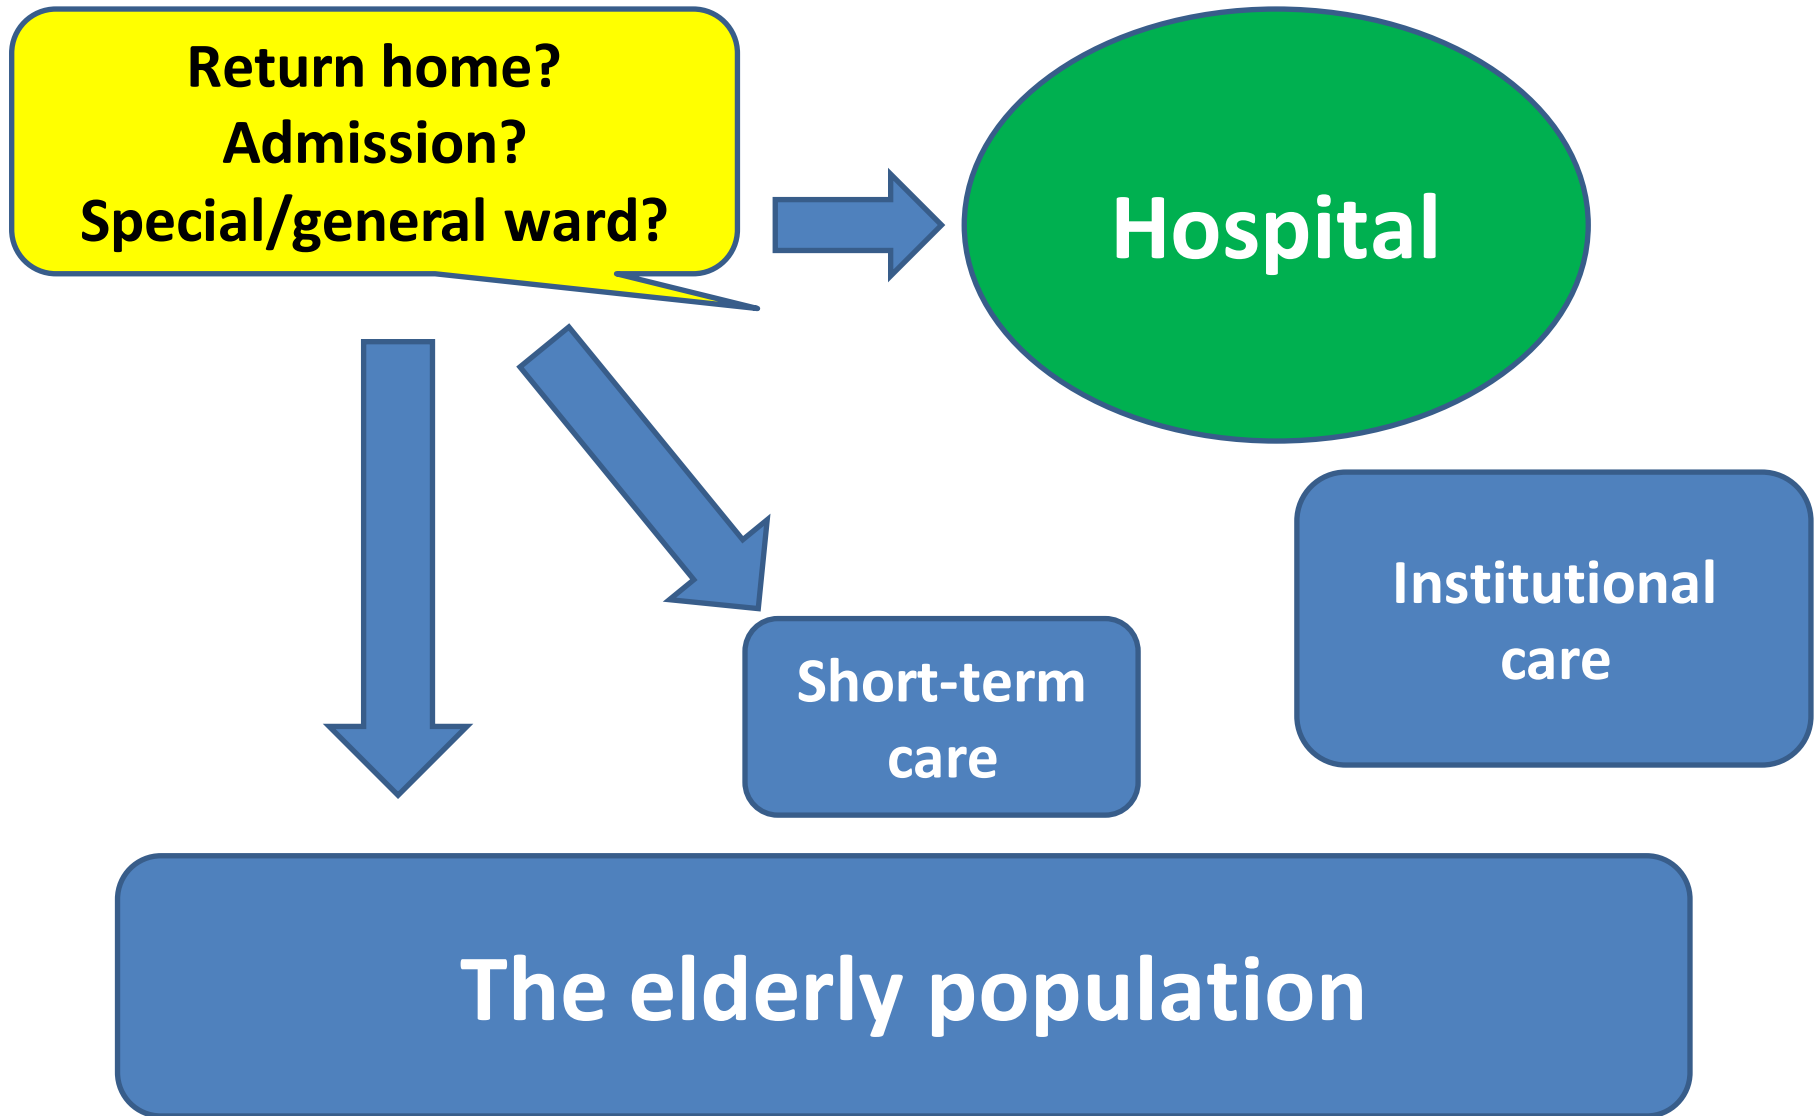 Return home?
Admission?
Special/general ward?
Hospital
Institutional
care
Short-term
care
The elderly population